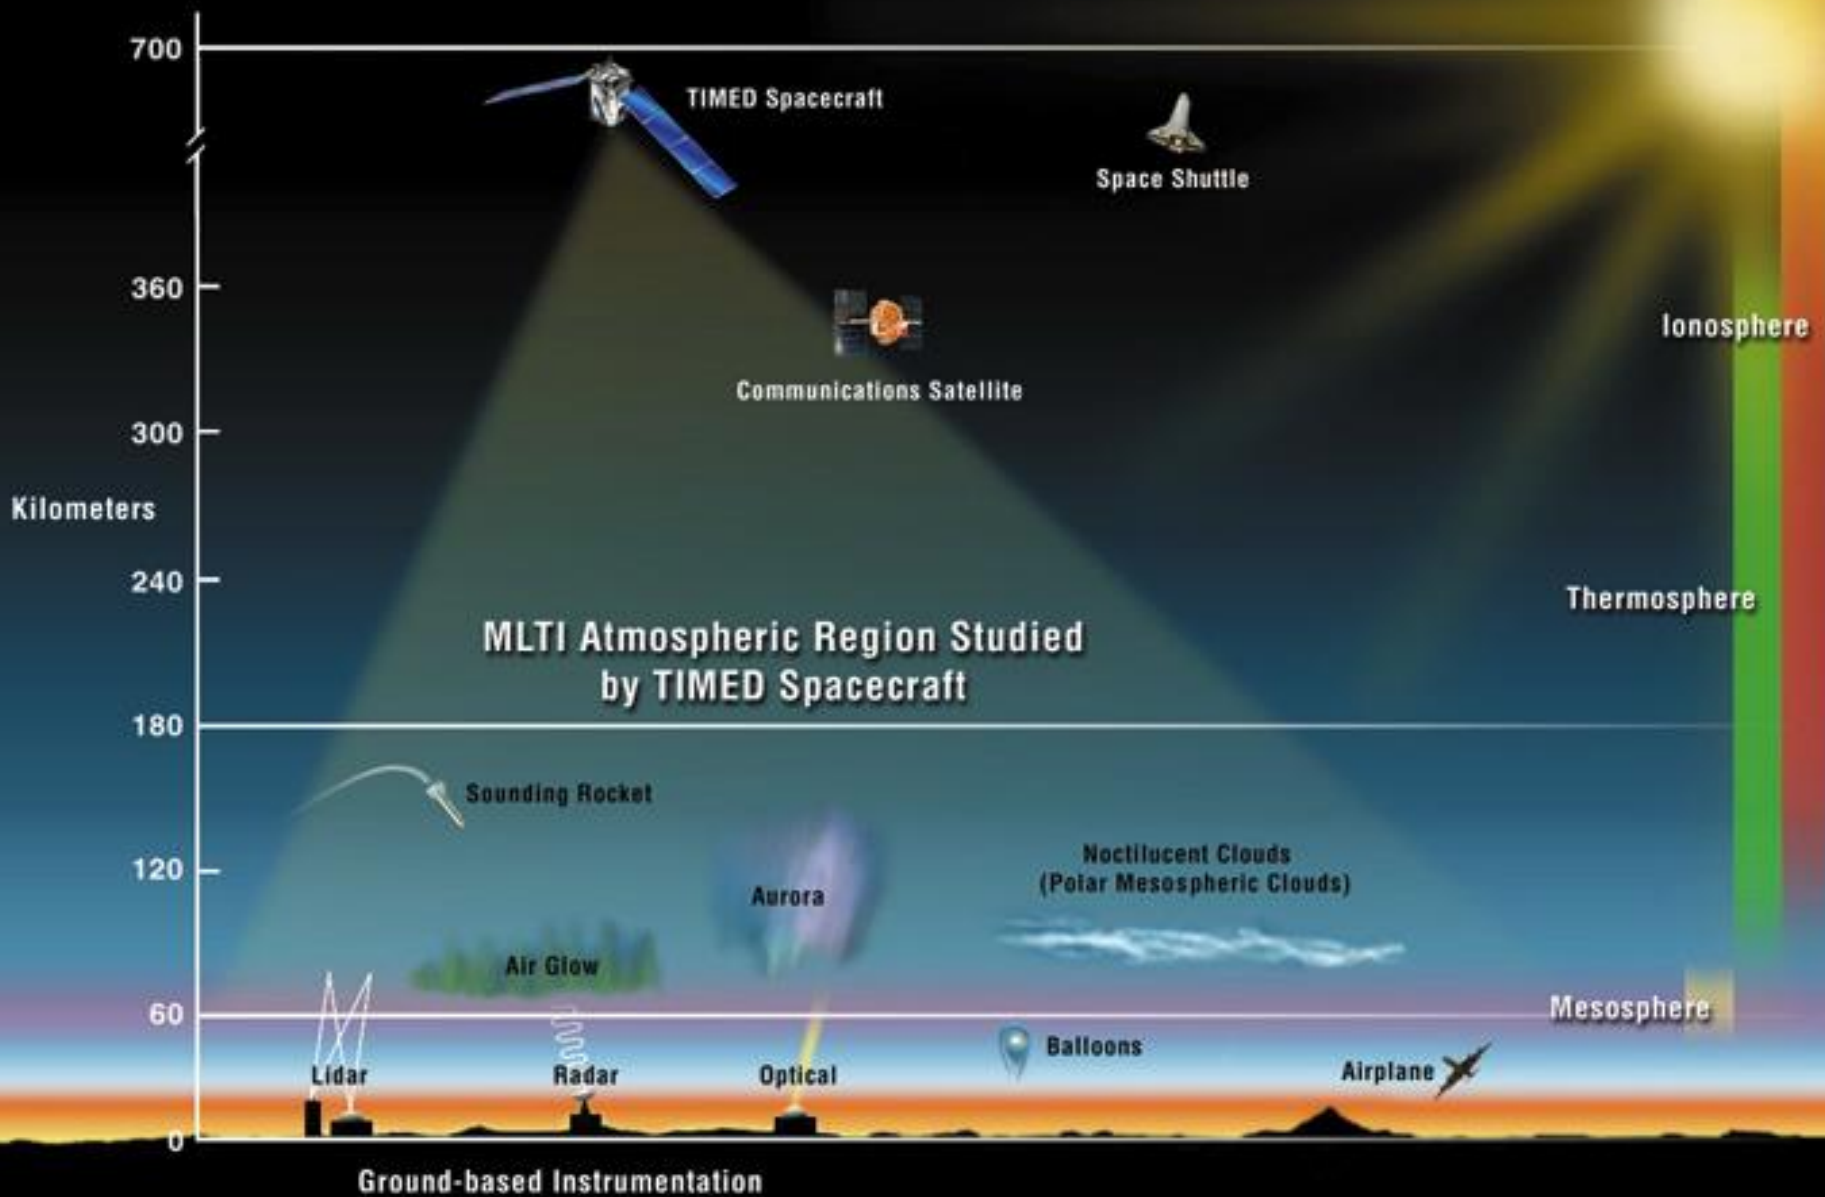 700
TIMED Spacecraft
Space Shuttle
360
Ionosphere
Communications Satellite
300
Kilometers
240
Thermosphere
MLTI Atmospheric Region Studied
by TIMED Spacecraft
180
Sounding Rocket
120
Noctilucent Clouds
(Polar Mesospheric Clouds)
Aurora
Air Glow
60
Mesosphere
Balloons
Airplane
Lidar
Radar
Optical
0
Ground-based Instrumentation